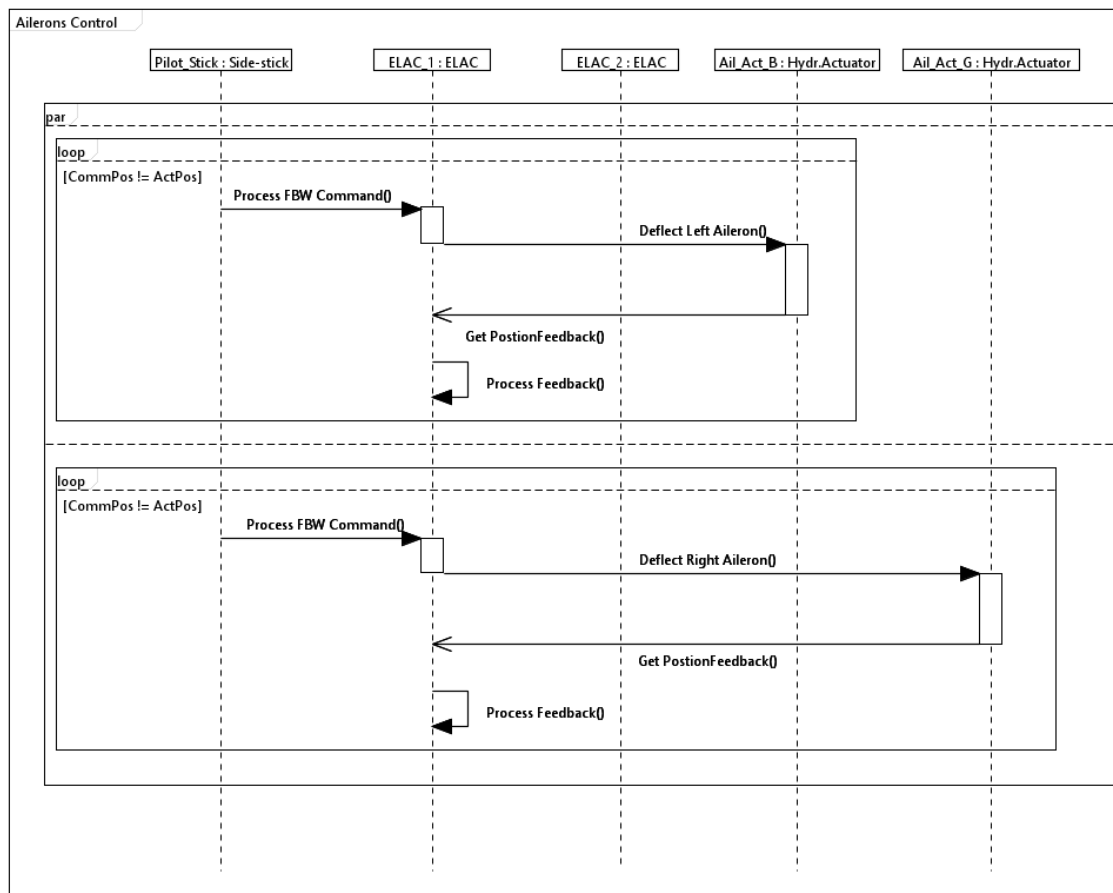 Ailerons Control
Pilot_Stick : Side-stick
ELAC_1 : ELAC
ELAC_2 : ELAC
Ail_Act_B : Hydr.Actuator
Ail_Act_G : Hydr.Actuator
par
loop
[CommPos != ActPos]
Process FBW Command()
Deflect Left Aileron()
Get PostionFeedback()
Process Feedback()
loop
[CommPos != ActPos]
Process FBW Command()
Deflect Right Aileron()
Get PostionFeedback()
Process Feedback()